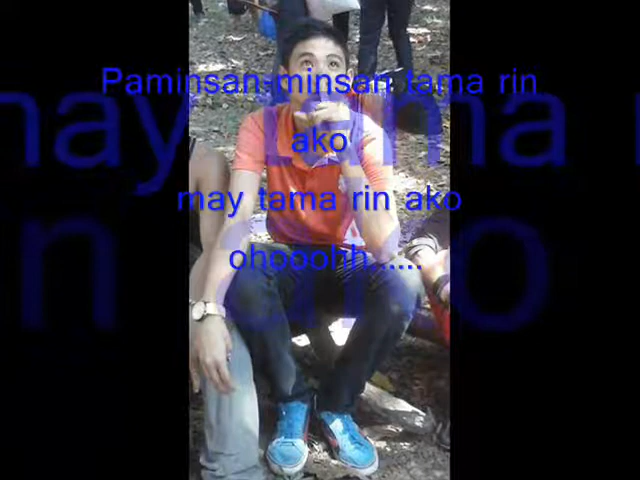 Paminsan-minsan tama rin
ako
may tama rin ako
ohooohh......